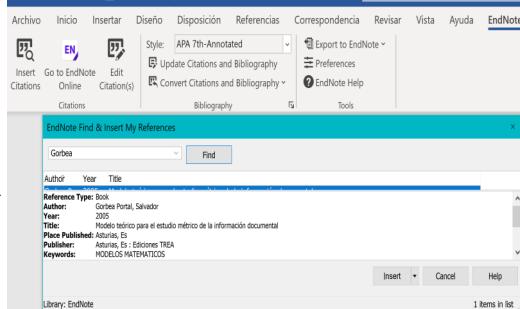 Archivo Inicio Insertar Diseño Disposición Referencias Correspondencia Revisar Vista Ayuda EndNote
Insert Citations
Go to EndNote Online
Edit Citation(s)
Citations
Style: APA 7th-Annotated
Update Citations and Bibliography
Convert Citations and Bibliography
Bibliography
Export to EndNote
Preferences
EndNote Help
Tools
EndNote Find & Insert My References x
Gorbea Find
Author Year Title
Reference Type: Book
Author: Gorbea Portal, Salvador
Year: 2005
Title: Modelo teórico para el estudio métrico de la información documental
Place Published: Asturias, Es
Publisher: Asturias, Es : Ediciones TREA
Keywords: MODELOS MATEMATICOS
Insert Cancel Help
Library: EndNote 1 items in list